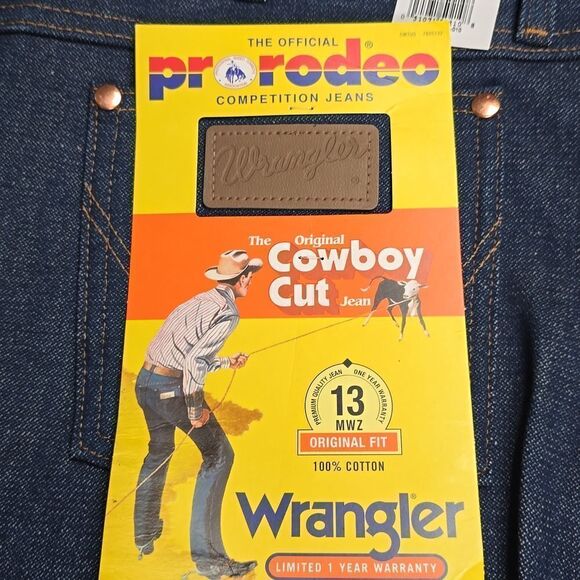 THE OFFICIAL
prorodeo®
COMPETITION JEANS
Wrangler
®
The Original
Cowboy
Cut Jean
PREMIUM QUALITY JEAN ONE YEAR WARRANTY
13
MWZ
ORIGINAL FIT
100% COTTON
Wrangler®
LIMITED 1 YEAR WARRANTY